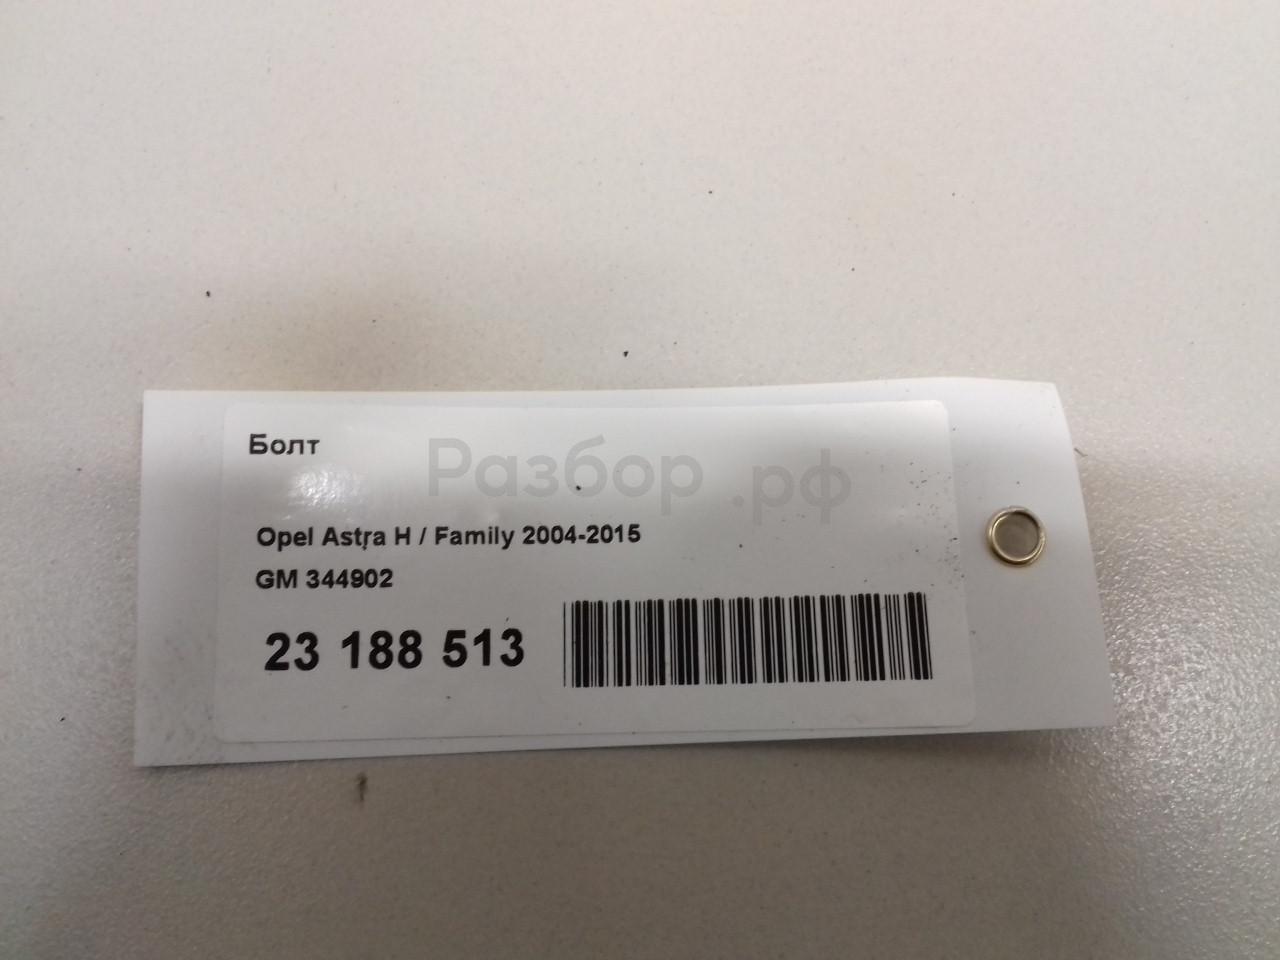 Болт
Разбор.рф
Opel Astra H / Family 2004-2015
GM 344902
23 188 513